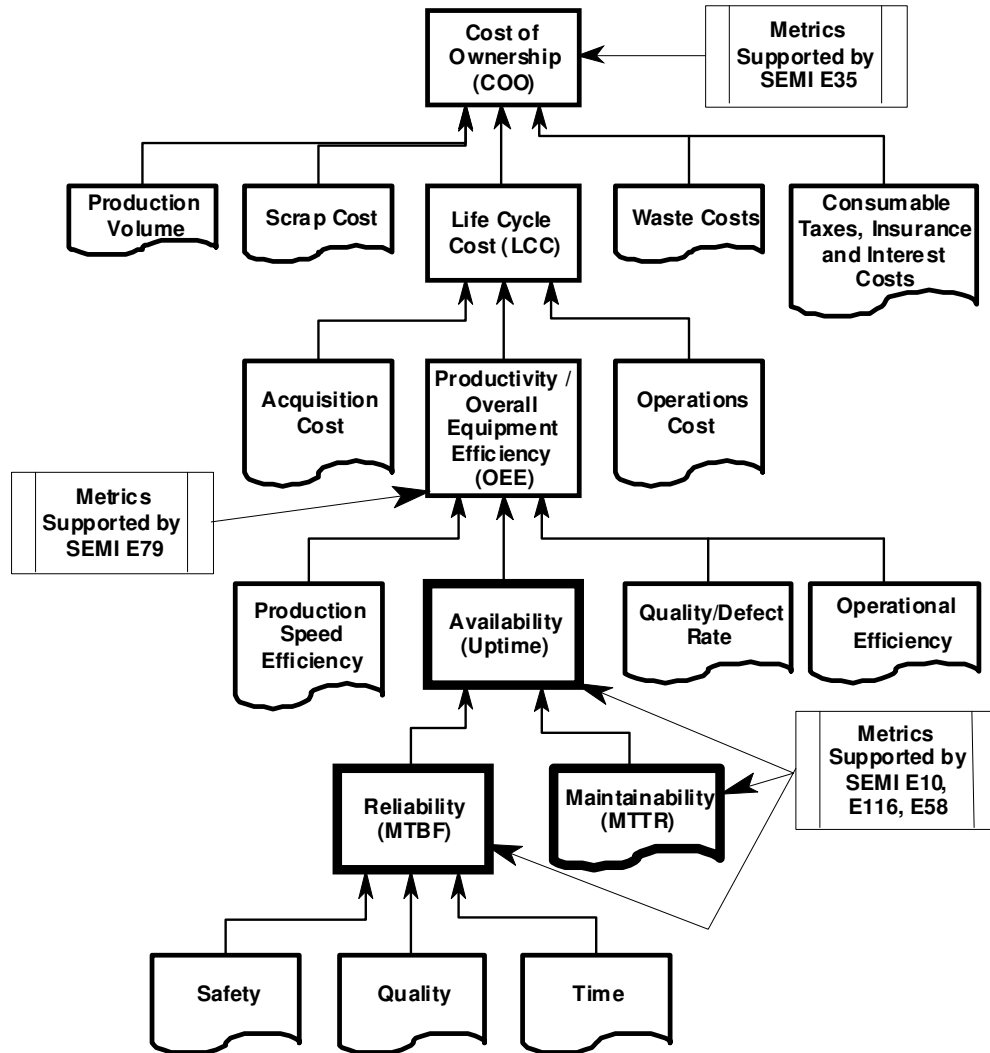 Cost of
Ownership
(COO)
Metrics
Supported by
SEMI E35
Production
Volume
Scrap Cost
Life Cycle
Cost (LCC)
Waste Costs
Consumable
Taxes, Insurance
and Interest
Costs
Acquisition
Cost
Productivity /
Overall
Equipment
Efficiency
(OEE)
Operations
Cost
Metrics
Supported by
SEMI E79
Production
Speed
Efficiency
Availability
(Uptime)
Quality/Defect
Rate
Operational
Efficiency
Metrics
Supported by
SEMI E10,
E116, E58
Reliability
(MTBF)
Maintainability
(MTTR)
Safety
Quality
Time